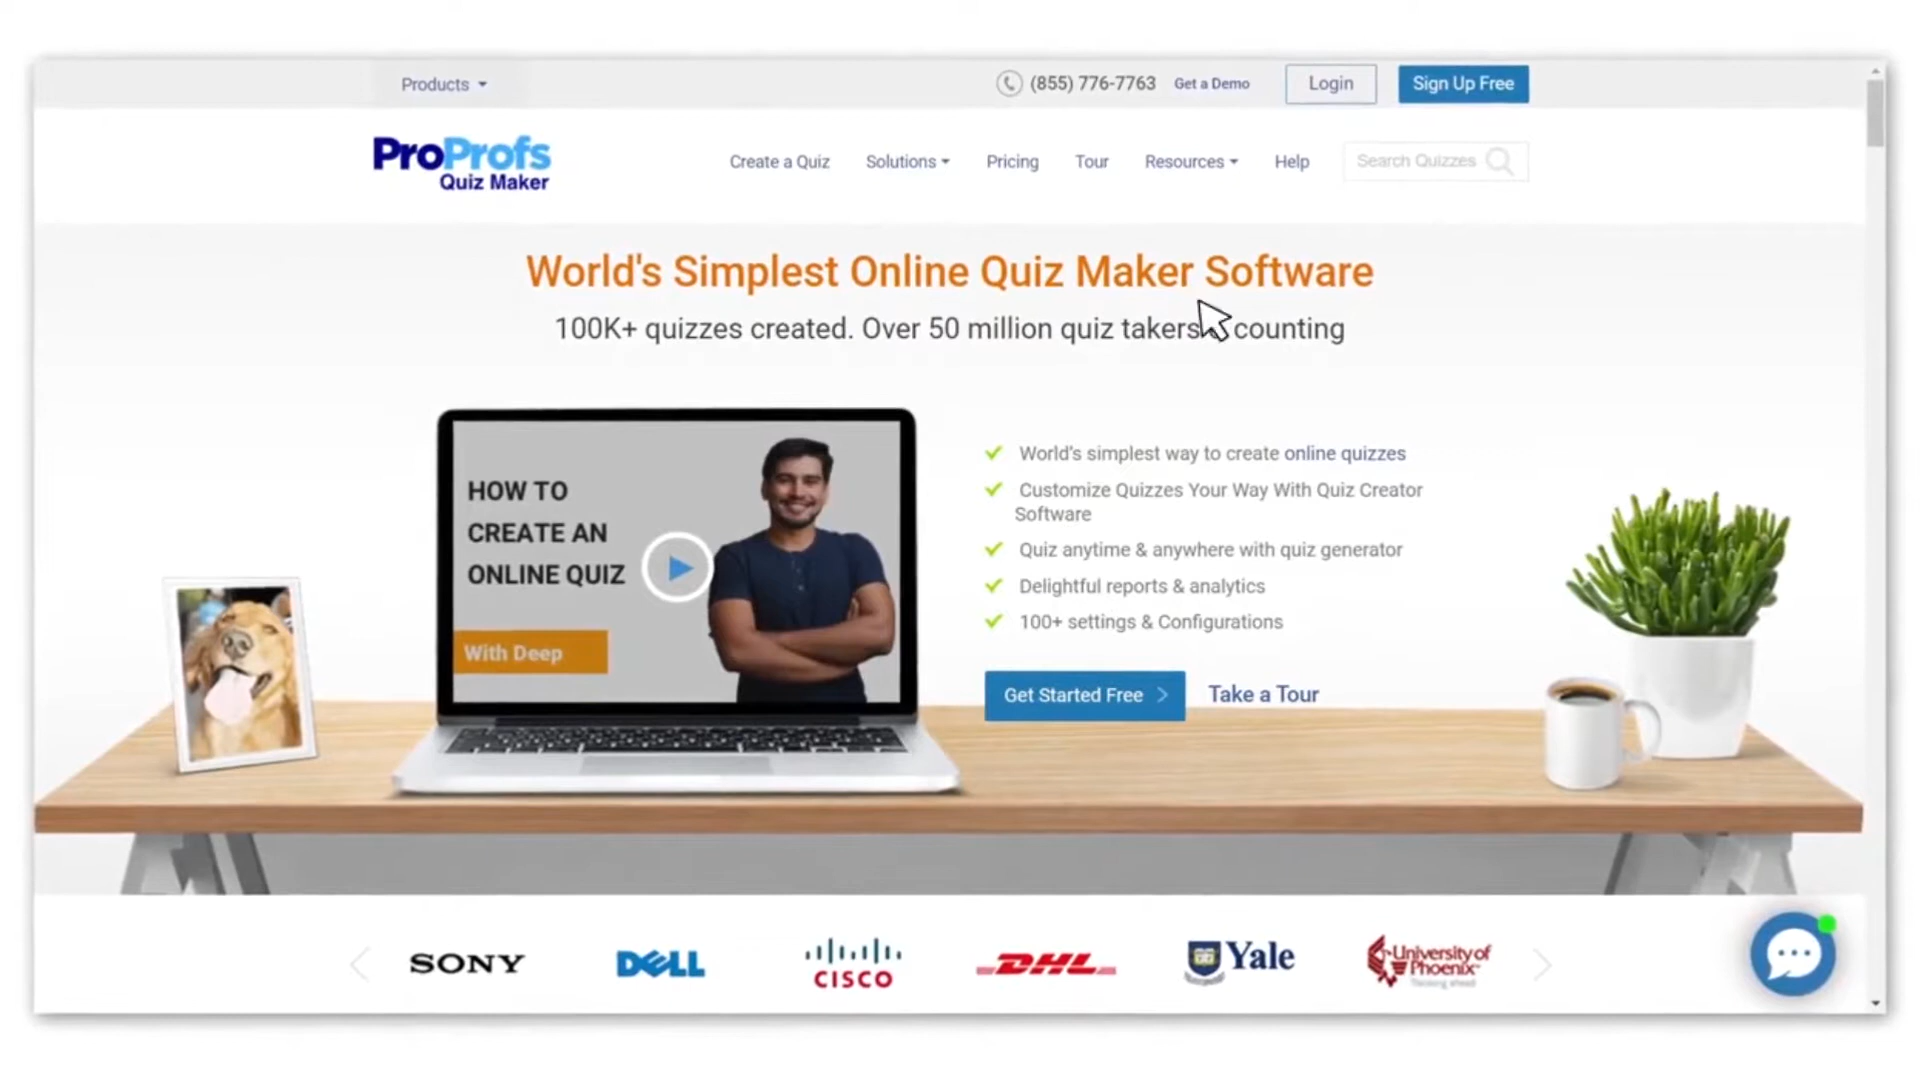 Products
(855) 776-7763 Get a Demo Login Sign Up Free
ProProfs
Quiz Maker
Create a Quiz Solutions Pricing Tour Resources Help Search Quizzes
World's Simplest Online Quiz Maker Software
100K+ quizzes created. Over 50 million quiz takers counting
HOW TO
CREATE AN
ONLINE QUIZ
With Deep
World's simplest way to create online quizzes
Customize Quizzes Your Way With Quiz Creator
Software
Quiz anytime & anywhere with quiz generator
Delightful reports & analytics
100+ settings & Configurations
Get Started Free Take a Tour
SONY
DELL
CISCO
DHL
Yale
University of
Phoenix